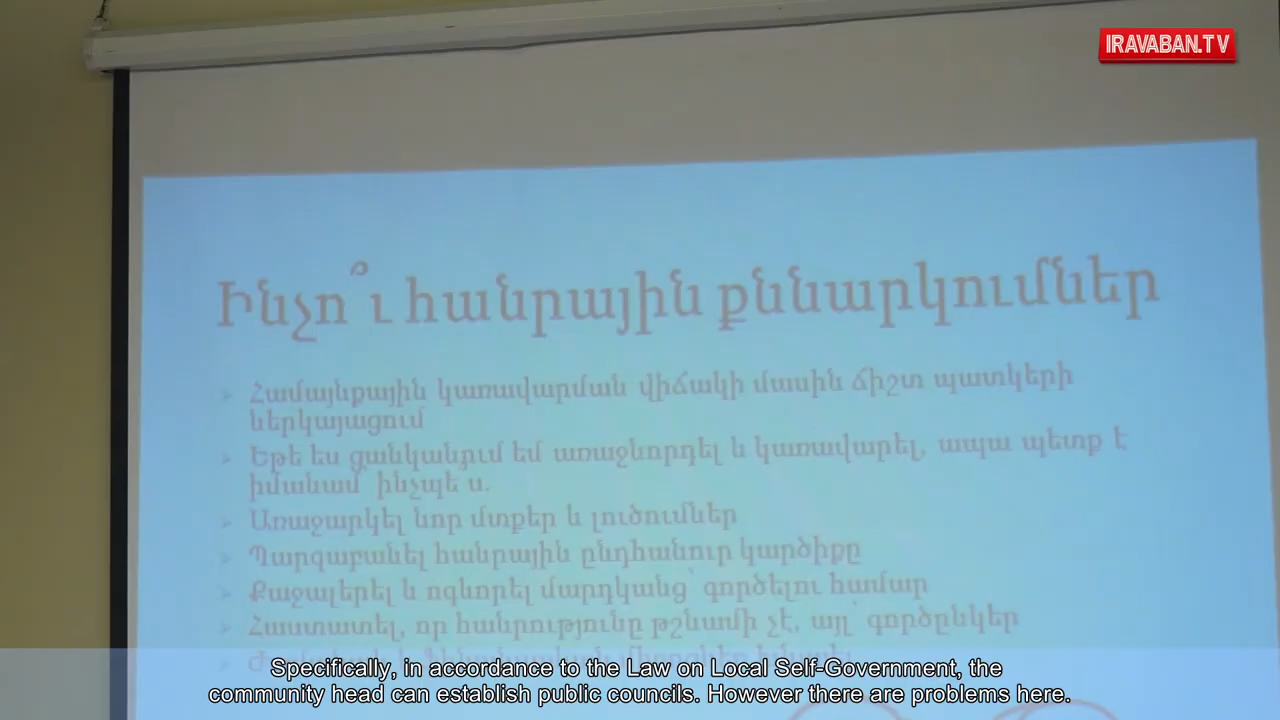 IRAVABAN.TV
Ինչո՞ւ հանրային քննարկումներ
Համայնքային կառավարման վիճակի մասին ճիշտ պատկերի
ներկայացում
Եթե ես ցանկանում եմ առաջնորդել և կառավարել, ապա պետք է
իմանամ՝ ինչպե ս.
Առաջարկել նոր մտքեր և լուծումներ
Պարզաբանել հանրային ընդհանուր կարծիքը
Քաջալերել և ոգևորել մարդկանց՝ գործելու համար
Հաստատել, որ հանրությունը թշնամի չէ, այլ՝ գործընկեր
Specifically, in accordance to the Law on Local Self-Government, the
community head can establish public councils. However there are problems here.